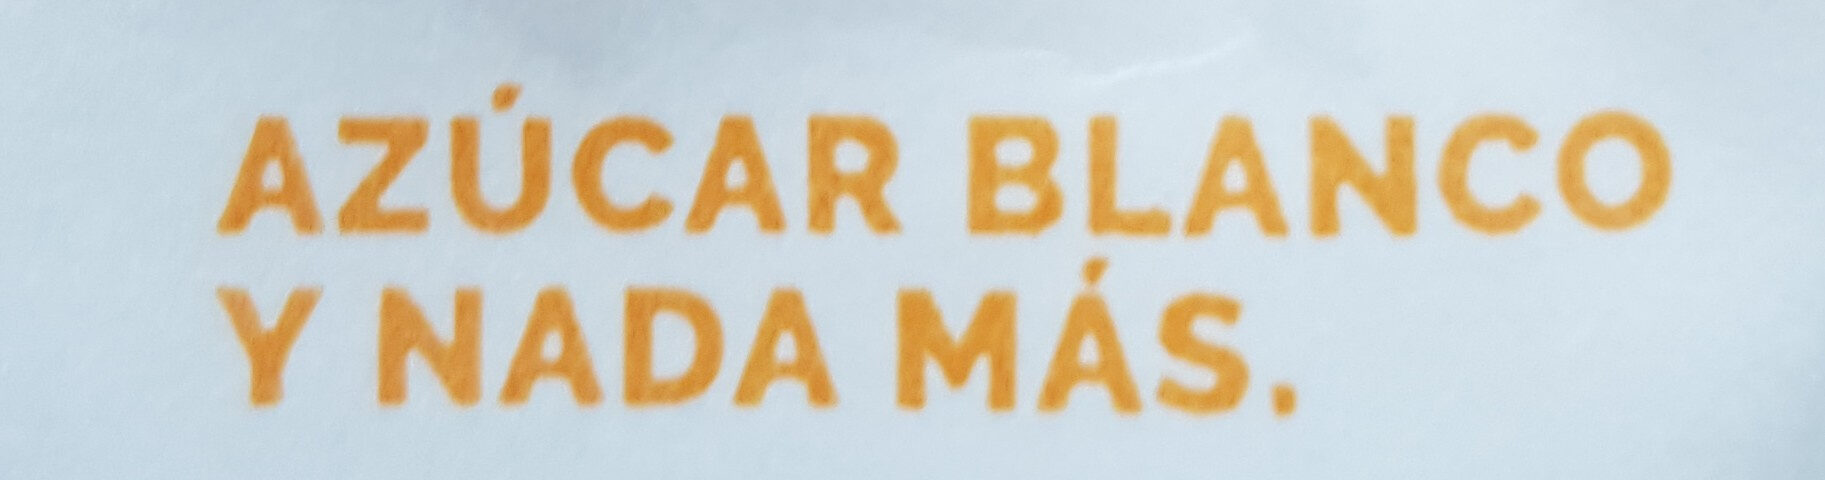 AZÚCAR BLANCO
Y NADA MÁS.